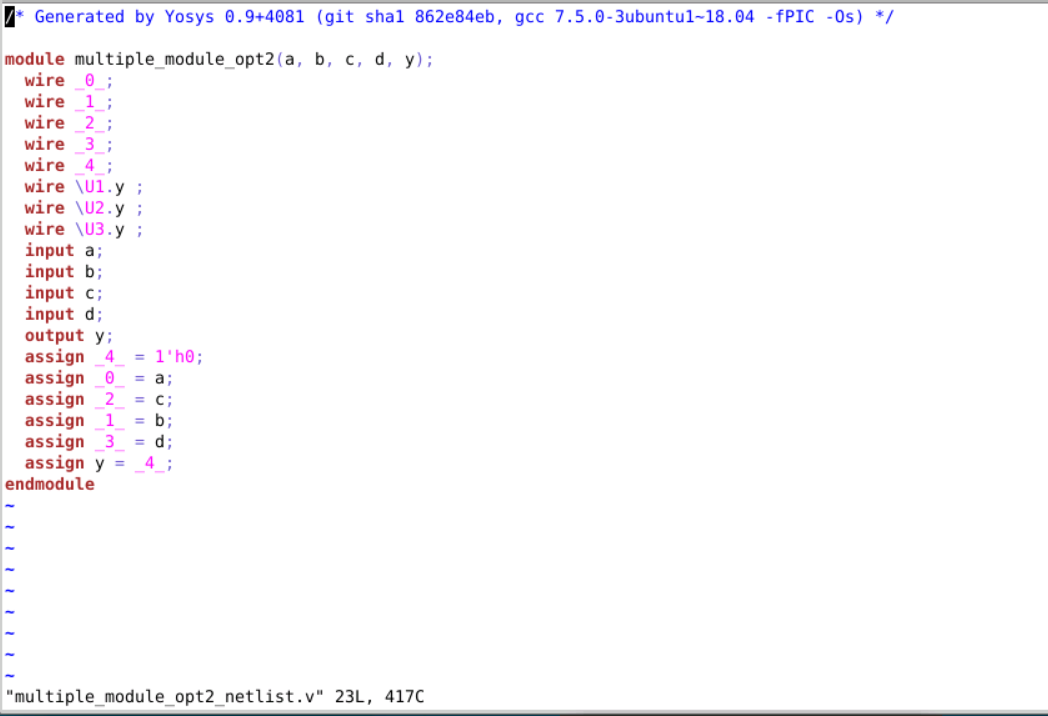 /* Generated by Yosys 0.9+4081 (git sha1 862e84eb, gcc 7.5.0-3ubuntu1~18.04 -fPIC -Os) */
module multiple_module_opt2(a, b, c, d, y);
  wire _0_;
  wire _1_;
  wire _2_;
  wire _3_;
  wire _4_;
  wire \U1.y ;
  wire \U2.y ;
  wire \U3.y ;
  input a;
  input b;
  input c;
  input d;
  output y;
  assign _4_ = 1'h0;
  assign _0_ = a;
  assign _2_ = c;
  assign _1_ = b;
  assign _3_ = d;
  assign y = _4_;
endmodule
~
~
~
~
~
~
~
~
~
"multiple_module_opt2_netlist.v" 23L, 417C